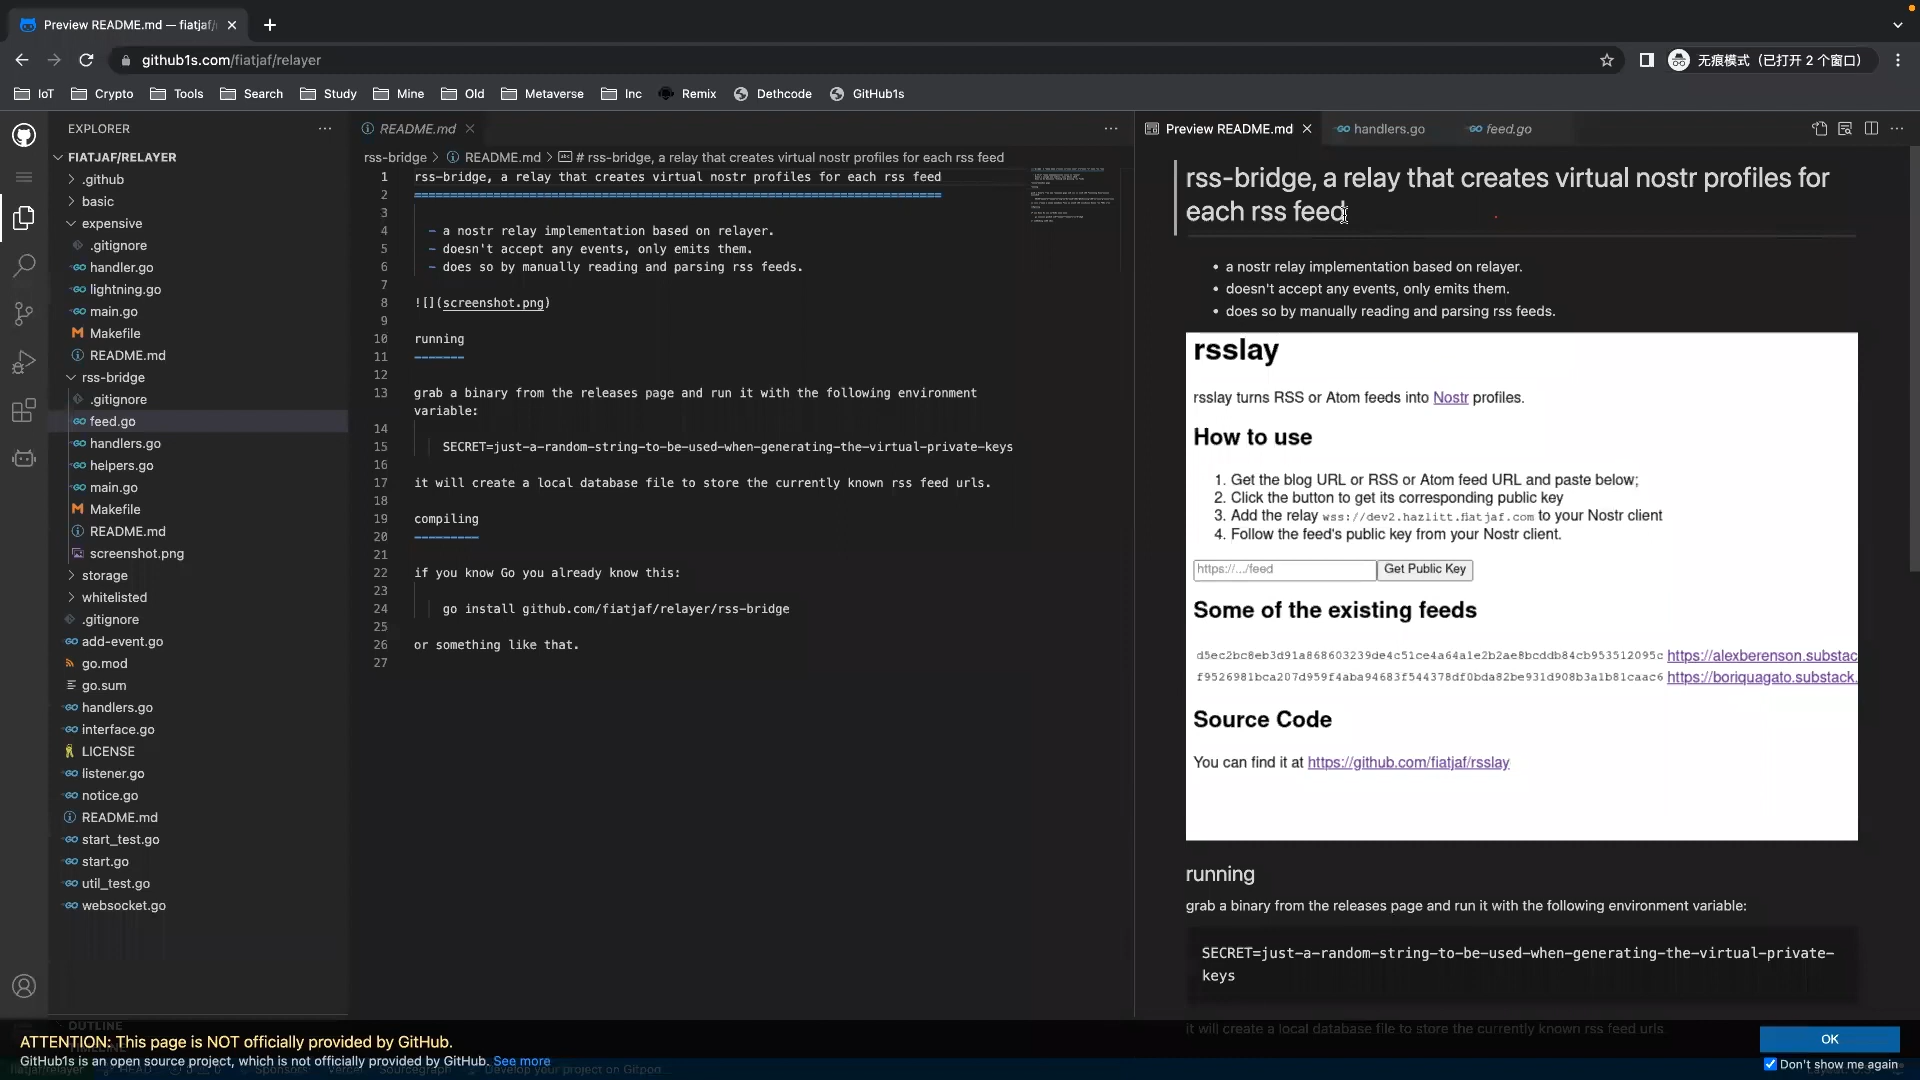 Preview README.md — fiatjaf/
github1s.com/fiatjaf/relayer
无痕模式（已打开 2 个窗口）
IoT Crypto Tools Search Study Mine Old Metaverse Inc Remix Dethcode GitHub1s
EXPLORER
FIATJAF/RELAYER
.github
basic
expensive
.gitignore
handler.go
lightning.go
main.go
Makefile
README.md
rss-bridge
.gitignore
feed.go
handlers.go
helpers.go
main.go
Makefile
README.md
screenshot.png
storage
whitelisted
.gitignore
add-event.go
go.mod
go.sum
handlers.go
interface.go
LICENSE
listener.go
notice.go
README.md
start_test.go
start.go
util_test.go
websocket.go
OUTLINE
README.md
rss-bridge > README.md > # rss-bridge, a relay that creates virtual nostr profiles for each rss feed
1 rss-bridge, a relay that creates virtual nostr profiles for each rss feed
2 =========================================================================
3
4 - a nostr relay implementation based on relayer.
5 - doesn't accept any events, only emits them.
6 - does so by manually reading and parsing rss feeds.
7
8 ![](screenshot.png)
9
10 running
11 -------
12
13 grab a binary from the releases page and run it with the following environment
variable:
14
15 SECRET=just-a-random-string-to-be-used-when-generating-the-virtual-private-keys
16
17 it will create a local database file to store the currently known rss feed urls.
18
19 compiling
20 ---------
21
22 if you know Go you already know this:
23
24 go install github.com/fiatjaf/relayer/rss-bridge
25
26 or something like that.
27
Preview README.md handlers.go feed.go
rss-bridge, a relay that creates virtual nostr profiles for
each rss feed
• a nostr relay implementation based on relayer.
• doesn't accept any events, only emits them.
• does so by manually reading and parsing rss feeds.
rsslay
rsslay turns RSS or Atom feeds into Nostr profiles.
How to use
1. Get the blog URL or RSS or Atom feed URL and paste below;
2. Click the button to get its corresponding public key
3. Add the relay wss://dev2.hazlitt.fiatjaf.com to your Nostr client
4. Follow the feed's public key from your Nostr client.
https://.../feed Get Public Key
Some of the existing feeds
d5ec2bc8eb3d91a868603239de4c51ce4a64a1e2b2ae8bcddb84cb953512095c https://alexberenson.substac
f9526981bca207d959f4aba94683f544378df0bda82be931d908b3a1b81caac6 https://boriquagato.substack.
Source Code
You can find it at https://github.com/fiatjaf/rsslay
running
grab a binary from the releases page and run it with the following environment variable:
SECRET=just-a-random-string-to-be-used-when-generating-the-virtual-private-
keys
it will create a local database file to store the currently known rss feed urls.
ATTENTION: This page is NOT officially provided by GitHub.
GitHub1s is an open source project, which is not officially provided by GitHub. See more
OK
Don't show me again